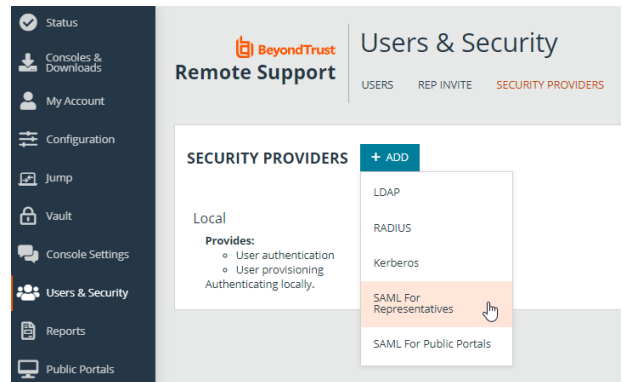 Status
Consoles &
Downloads
My Account
Configuration
Jump
Vault
Console Settings
Users & Security
Reports
Public Portals
BeyondTrust
Remote Support
Users & Security
USERS REP INVITE SECURITY PROVIDERS
SECURITY PROVIDERS + ADD
LDAP
RADIUS
Kerberos
SAML For
Representatives
SAML For Public Portals
Local
Provides:
User authentication
User provisioning
Authenticating locally.